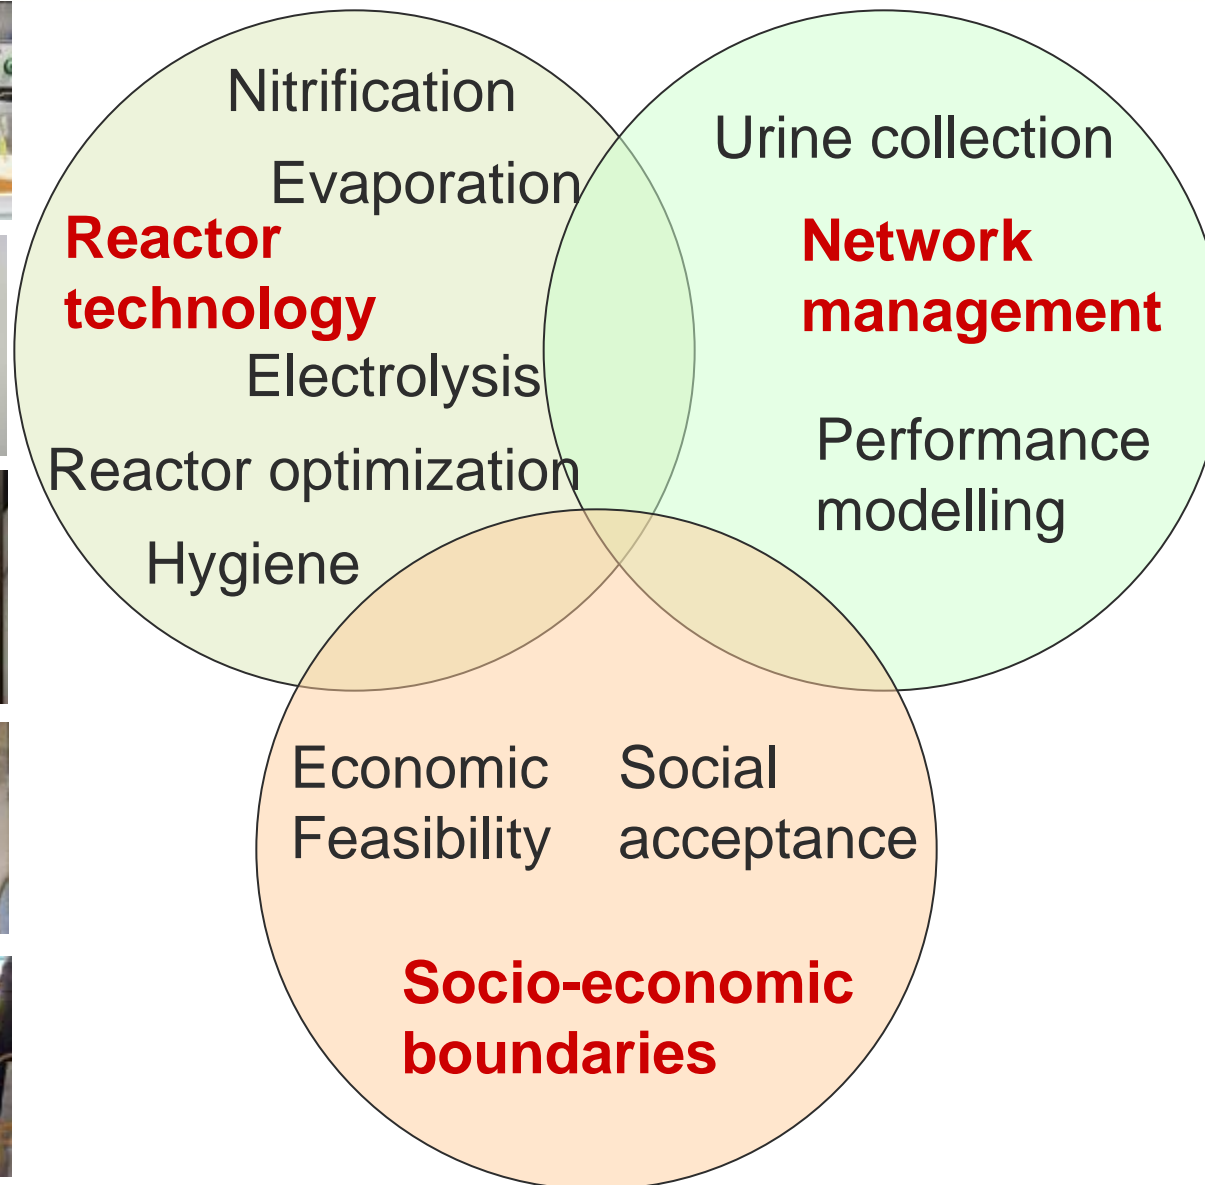 Nitrification
Evaporation
Reactor
technology
Electrolysis
Reactor optimization
Hygiene
Urine collection
Network
management
Performance
modelling
Economic
Feasibility
Social
acceptance
Socio-economic
boundaries